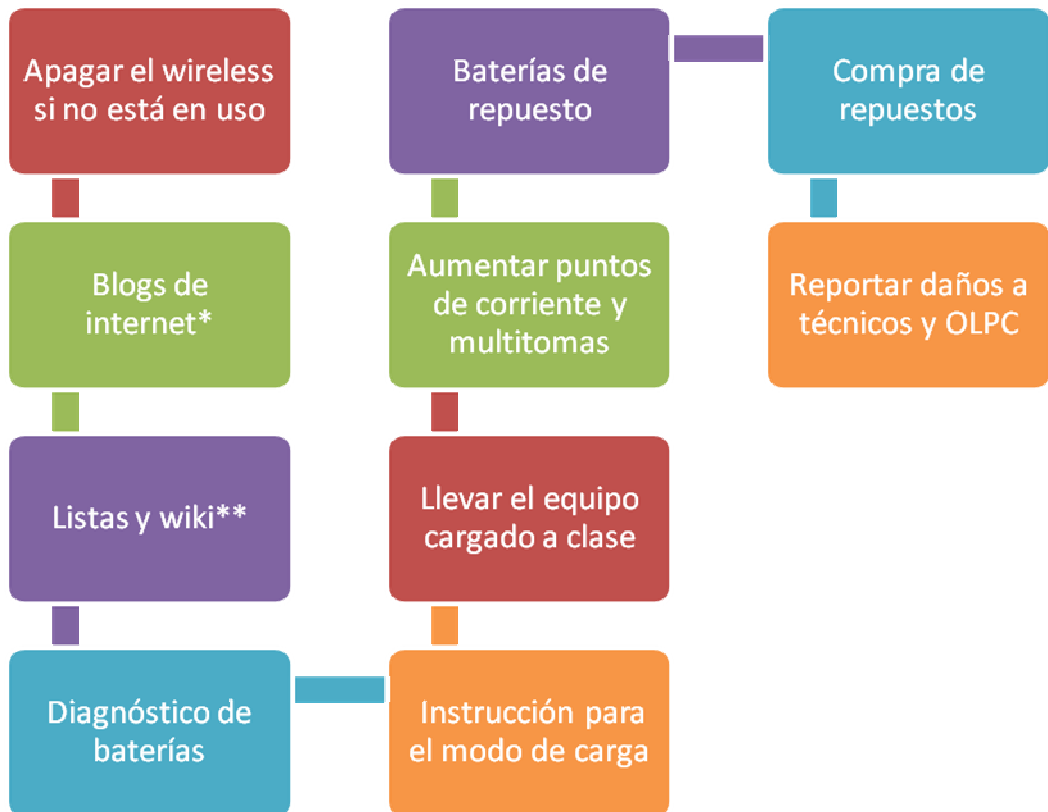 Apagar el wireless
si no está en uso
Blogs de
internet*
Listas y wiki**
Diagnóstico de
baterías
Instrucción para
el modo de carga
Llevar el equipo
cargado a clase
Aumentar puntos
de corriente y
multitomas
Baterías de
repuesto
Compra de
repuestos
Reportar daños a
técnicos y OLPC